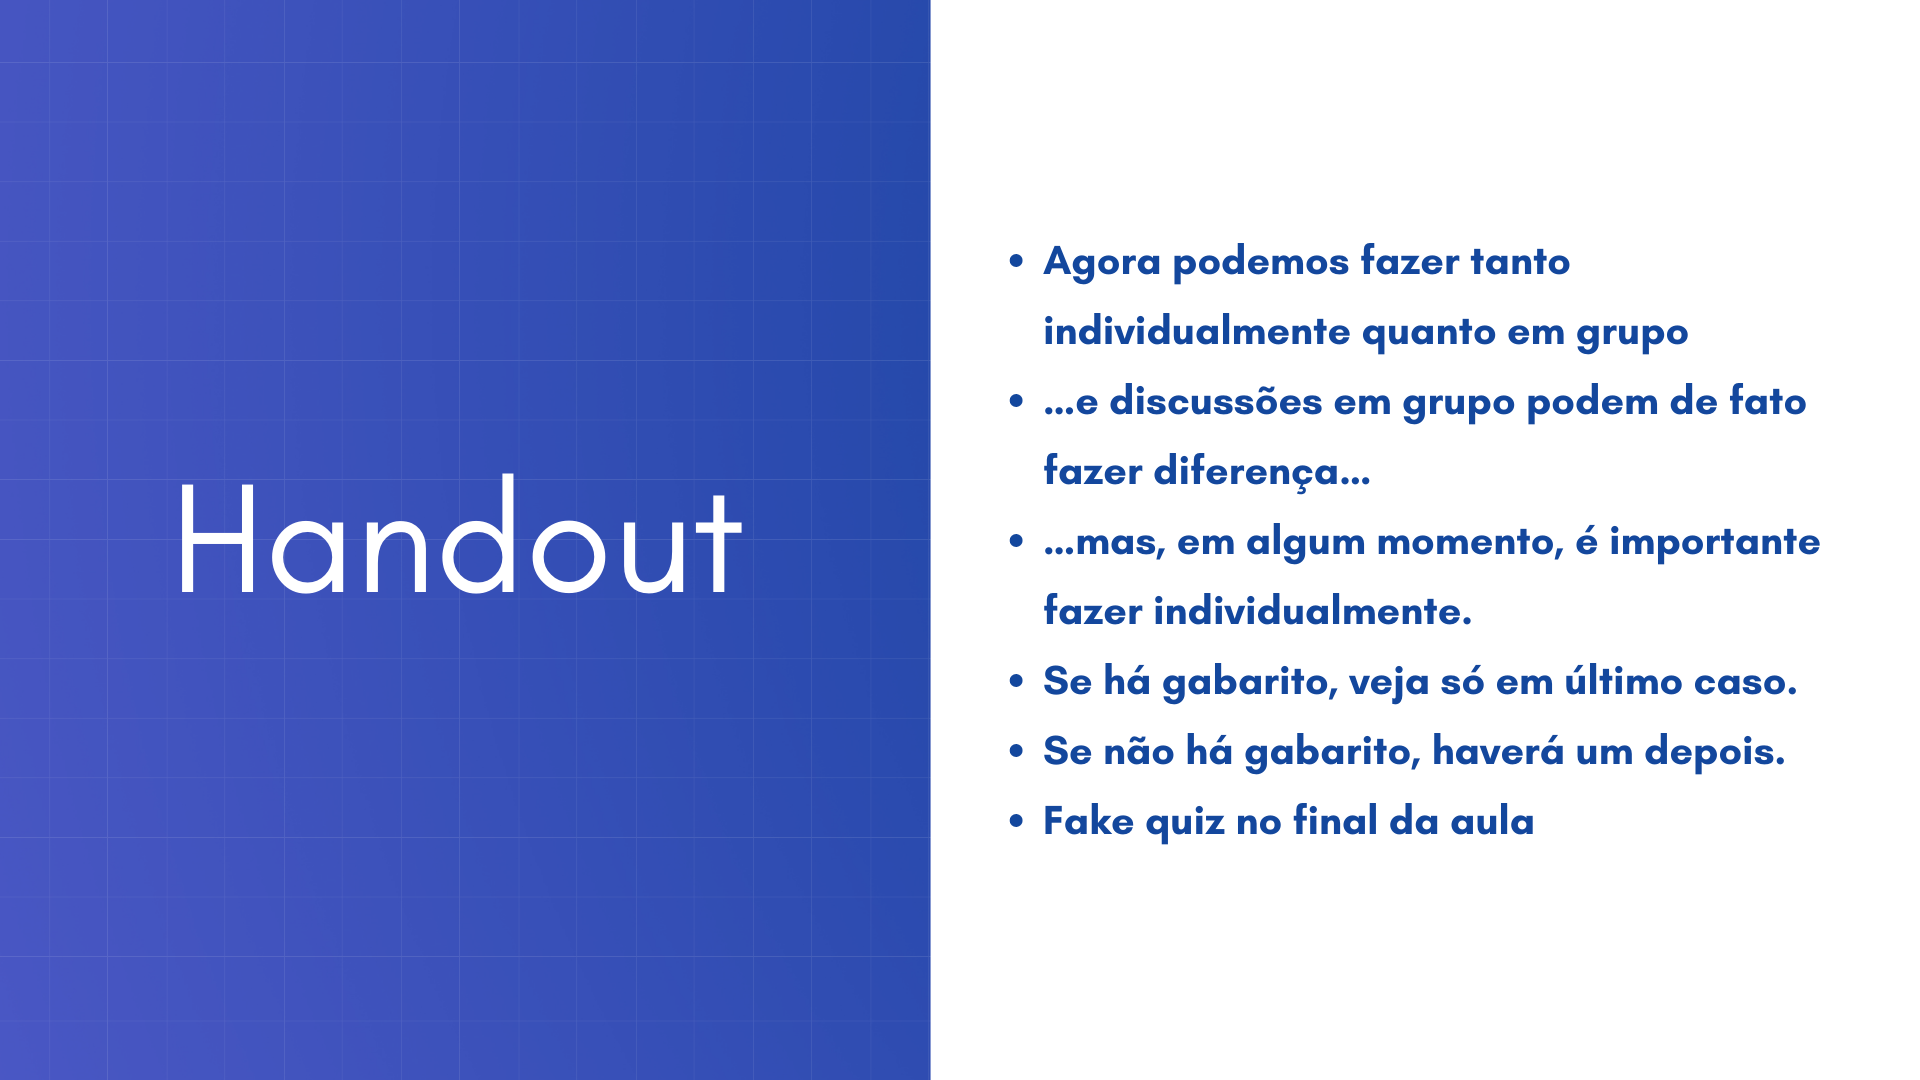 Handout
• Agora podemos fazer tanto
individualmente quanto em grupo
• ...e discussões em grupo podem de fato
fazer diferença...
• ...mas, em algum momento, é importante
fazer individualmente.
• Se há gabarito, veja só em último caso.
• Se não há gabarito, haverá um depois.
• Fake quiz no final da aula